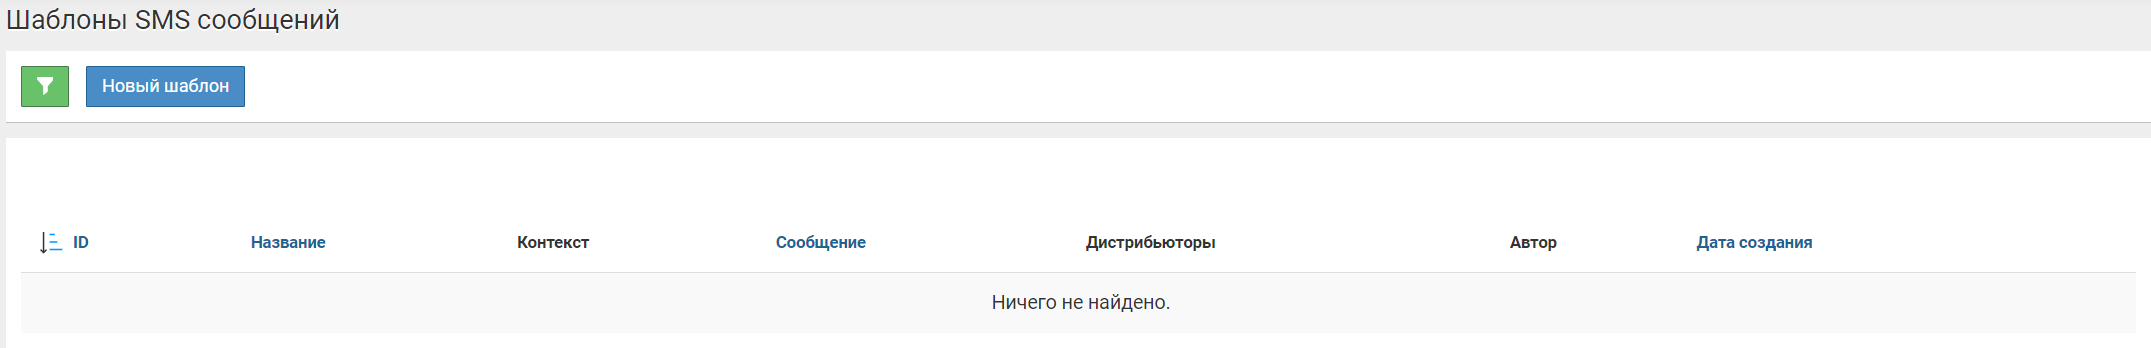 Шаблоны SMS сообщений
Новый шаблон
ID Название Контекст Сообщение Дистрибьюторы Автор Дата создания
Ничего не найдено.